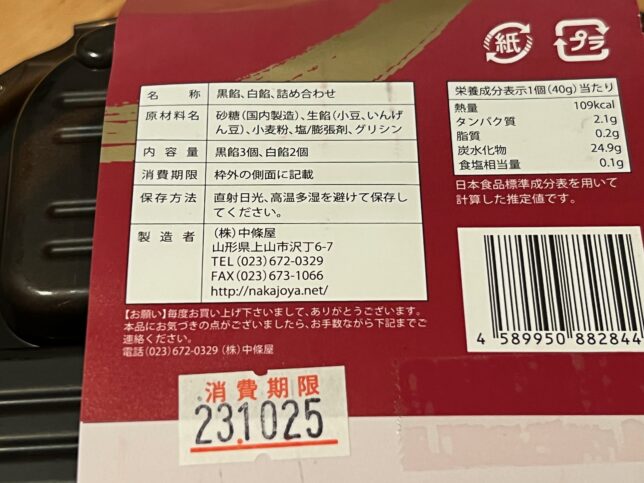 紙
プラ
名称 黒餡、白餡、詰め合わせ
原材料名 砂糖(国内製造)、生餡(小豆、いんげ
ん豆)、小麦粉、塩/膨張剤、グリシン
内容量 黒餡3個、白餡2個
消費期限 枠外の側面に記載
保存方法 直射日光、高温多湿を避けて保存し
てください。
製造者 (株)中條屋
山形県上山市沢丁6-7
TEL(023)672-0329
FAX(023)673-1066
http://nakajoya.net/
栄養成分表示1個(40g)当たり
熱量 109kcal
タンパク質 2.1g
脂質 0.2g
炭水化物 24.9g
食塩相当量 0.1g
日本食品標準成分表を用いて
計算した推定値です。
4 589950 882844
【お願い】毎度お買い上げ下さいまして、ありがとうございます。
本品にお気づきの点がございましたら、お手数ながら下記までご
連絡ください。
電話(023)672-0329 (株)中條屋
消費期限
231025